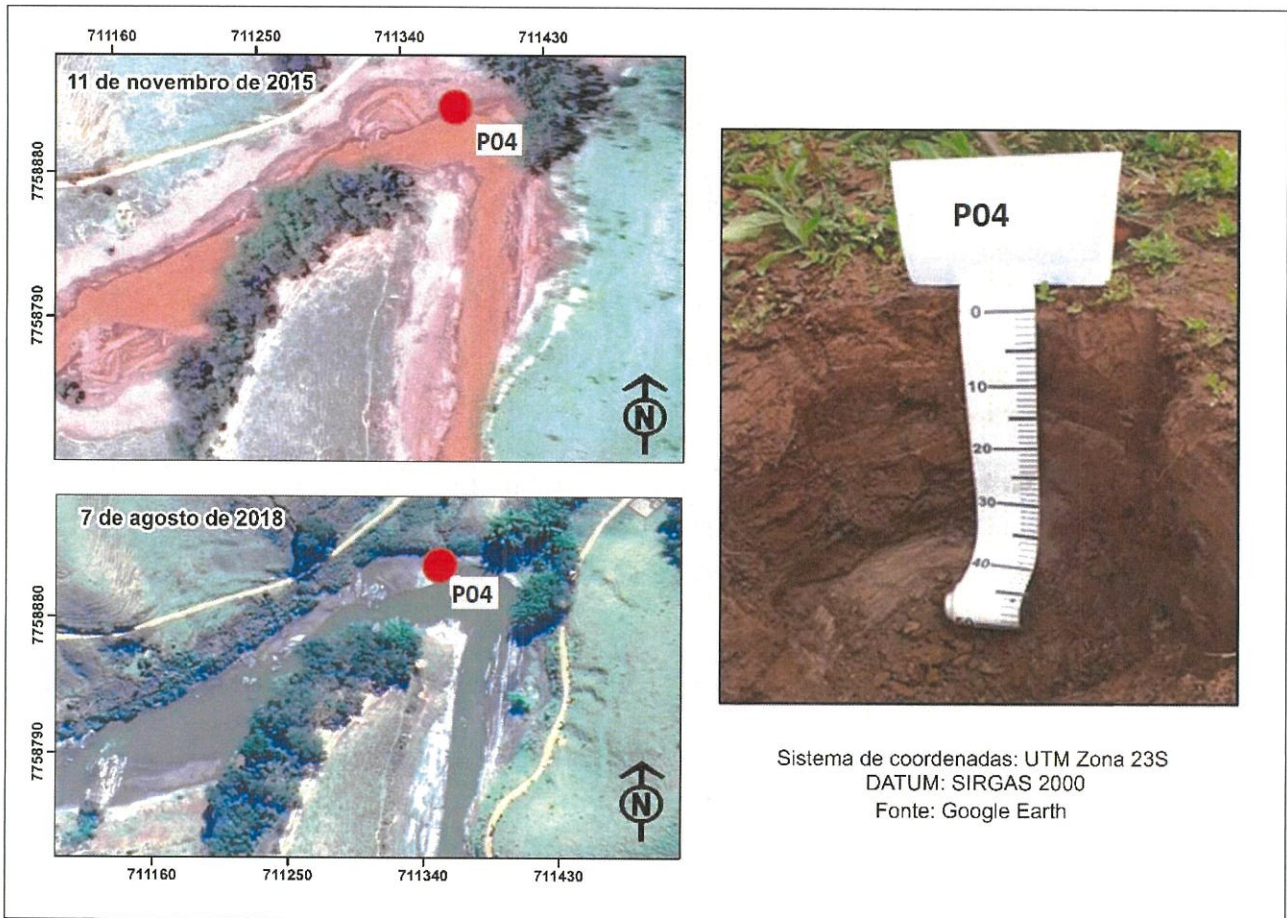 711160 711250 711340 711430
11 de novembro de 2015
P04
7758880
7758790
N
7 de agosto de 2018
P04
7758880
7758790
N
711160 711250 711340 711430
P04
0
10
20
30
40
50
Sistema de coordenadas: UTM Zona 23S
DATUM: SIRGAS 2000
Fonte: Google Earth